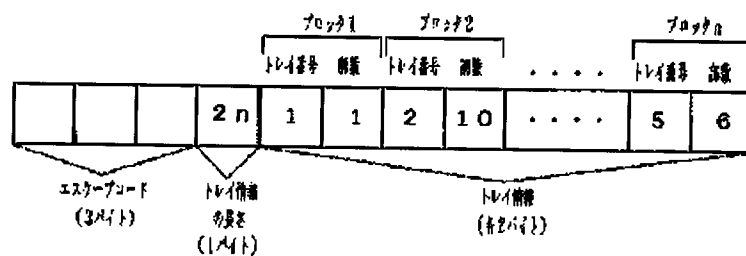 ブロック1 ブロック2 ブロックn
トレイ番号 部数 トレイ番号 部数 ・・・・ トレイ番号 部数
2n 1 1 2 10 ・・・・ 5 6
エスケープコード トレイ情報 トレイ情報
(3バイト) の長さ (各2バイト)
(1バイト)